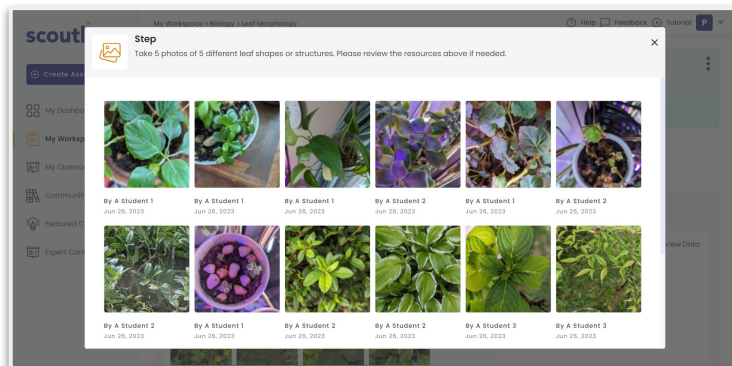 My Workspace > Biology > Leaf Morphology
Help Feedback Tutorial P
scoutl
Step
Take 5 photos of 5 different leaf shapes or structures. Please review the resources above if needed.
Create Ass
My Dashbo
My Worksp
My Classro
Community
Featured C
Expert Con
By A Student 1
Jun 26, 2023
By A Student 1
Jun 26, 2023
By A Student 1
Jun 26, 2023
By A Student 2
Jun 26, 2023
By A Student 1
Jun 26, 2023
By A Student 2
Jun 26, 2023
View Data
By A Student 2
Jun 26, 2023
By A Student 1
Jun 26, 2023
By A Student 2
Jun 26, 2023
By A Student 2
Jun 26, 2023
By A Student 3
Jun 26, 2023
By A Student 3
Jun 26, 2023